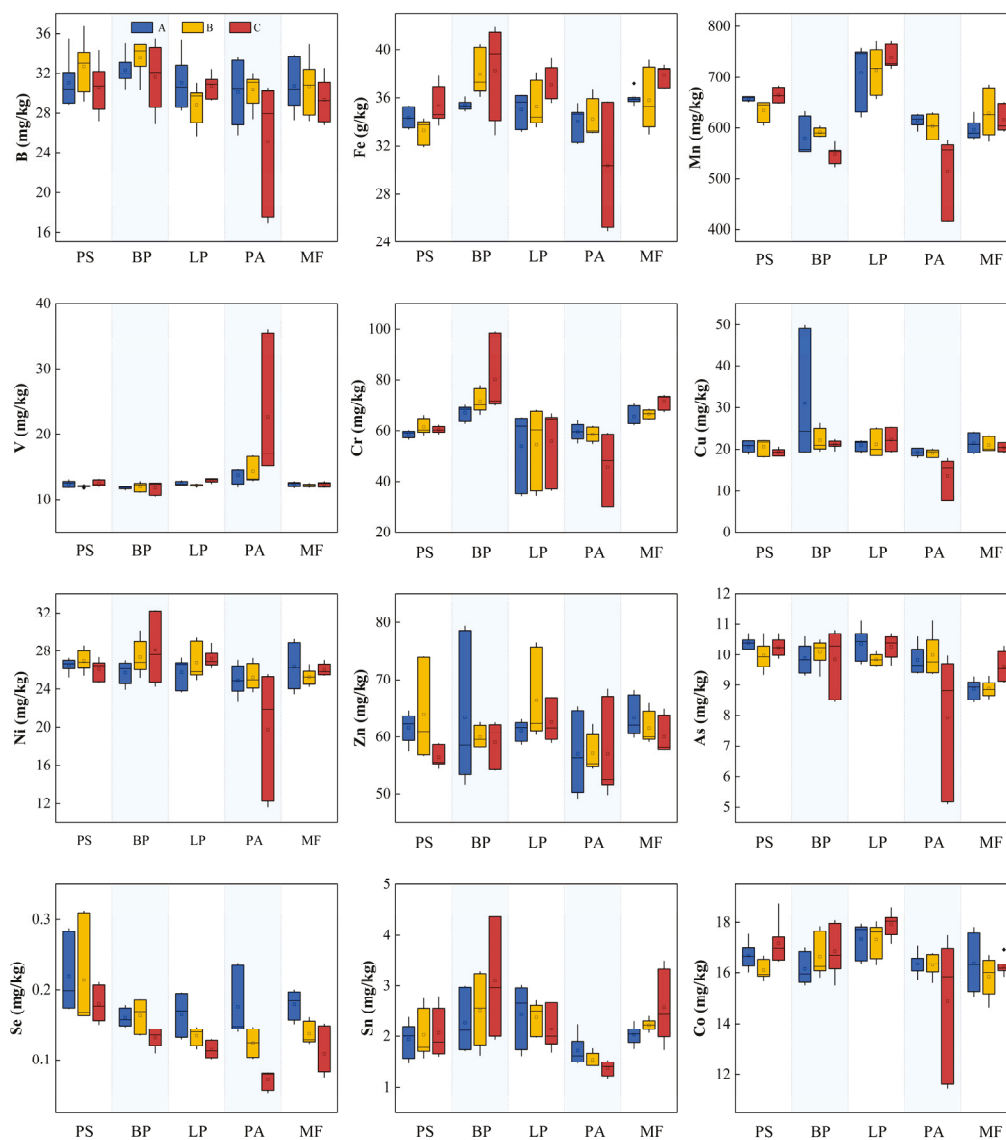 A B C
B (mg/kg)
36
32
28
24
20
16
PS BP LP PA MF
Fe (g/kg)
44
40
36
32
28
24
PS BP LP PA MF
Mn (mg/kg)
800
700
600
500
400
PS BP LP PA MF
V (mg/kg)
40
30
20
10
PS BP LP PA MF
Cr (mg/kg)
100
80
60
40
20
PS BP LP PA MF
Cu (mg/kg)
50
40
30
20
10
PS BP LP PA MF
Ni (mg/kg)
32
28
24
20
16
12
PS BP LP PA MF
Zn (mg/kg)
80
70
60
50
PS BP LP PA MF
As (mg/kg)
12
11
10
9
8
7
6
5
PS BP LP PA MF
Se (mg/kg)
0.3
0.2
0.1
PS BP LP PA MF
Sn (mg/kg)
5
4
3
2
1
PS BP LP PA MF
Co (mg/kg)
18
16
14
12
PS BP LP PA MF